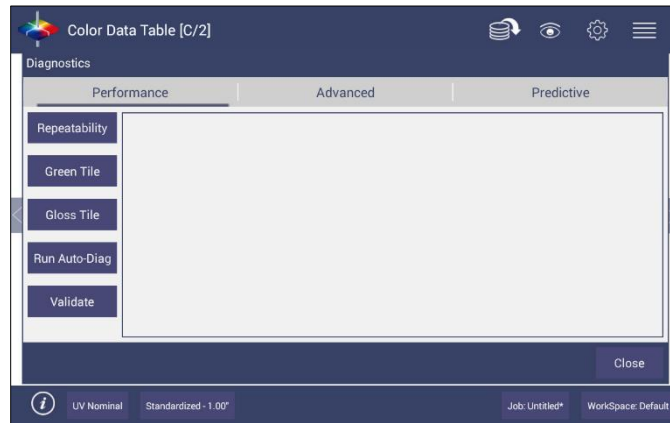 Color Data Table [C/2]
Diagnostics
Performance
Advanced
Predictive
Repeatability
Green Tile
Gloss Tile
Run Auto-Diag
Validate
Close
i
UV Nominal
Standardized - 1.00"
Job: Untitled*
WorkSpace: Default